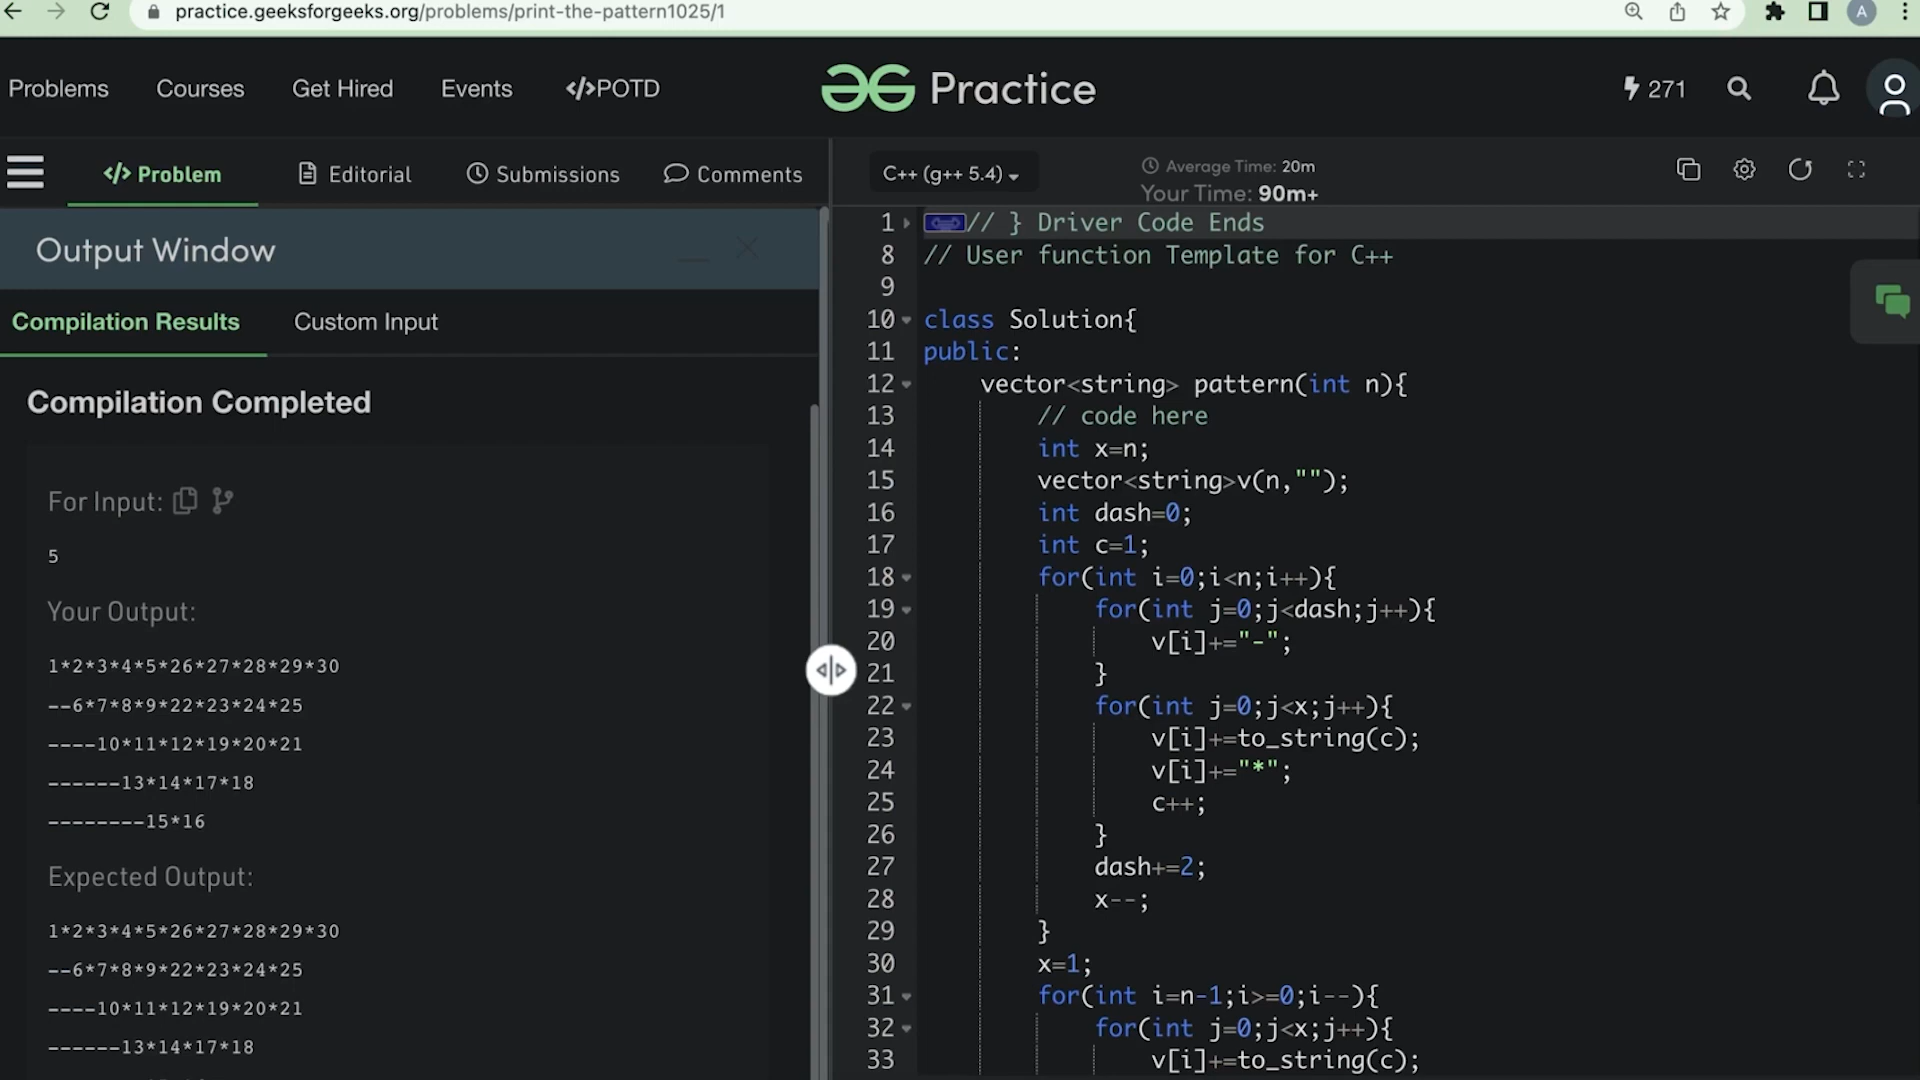 practice.geeksforgeeks.org/problems/print-the-pattern1025/1
A
Problems
Courses
Get Hired
Events
</>POTD
Practice
271
</> Problem
Editorial
Submissions
Comments
Output Window
Compilation Results
Custom Input
Compilation Completed
For Input:
5
Your Output:
1*2*3*4*5*26*27*28*29*30
--6*7*8*9*22*23*24*25
----10*11*12*19*20*21
------13*14*17*18
--------15*16
Expected Output:
1*2*3*4*5*26*27*28*29*30
--6*7*8*9*22*23*24*25
----10*11*12*19*20*21
------13*14*17*18
C++ (g++ 5.4)
Average Time: 20m
Your Time: 90m+
1 // } Driver Code Ends
8 // User function Template for C++
9
10 class Solution{
11 public:
12 vector<string> pattern(int n){
13 // code here
14 int x=n;
15 vector<string>v(n,"");
16 int dash=0;
17 int c=1;
18 for(int i=0;i<n;i++){
19 for(int j=0;j<dash;j++){
20 v[i]+="-";
21 }
22 for(int j=0;j<x;j++){
23 v[i]+=to_string(c);
24 v[i]+="*";
25 c++;
26 }
27 dash+=2;
28 x--;
29 }
30 x=1;
31 for(int i=n-1;i>=0;i--){
32 for(int j=0;j<x;j++){
33 v[i]+=to_string(c);